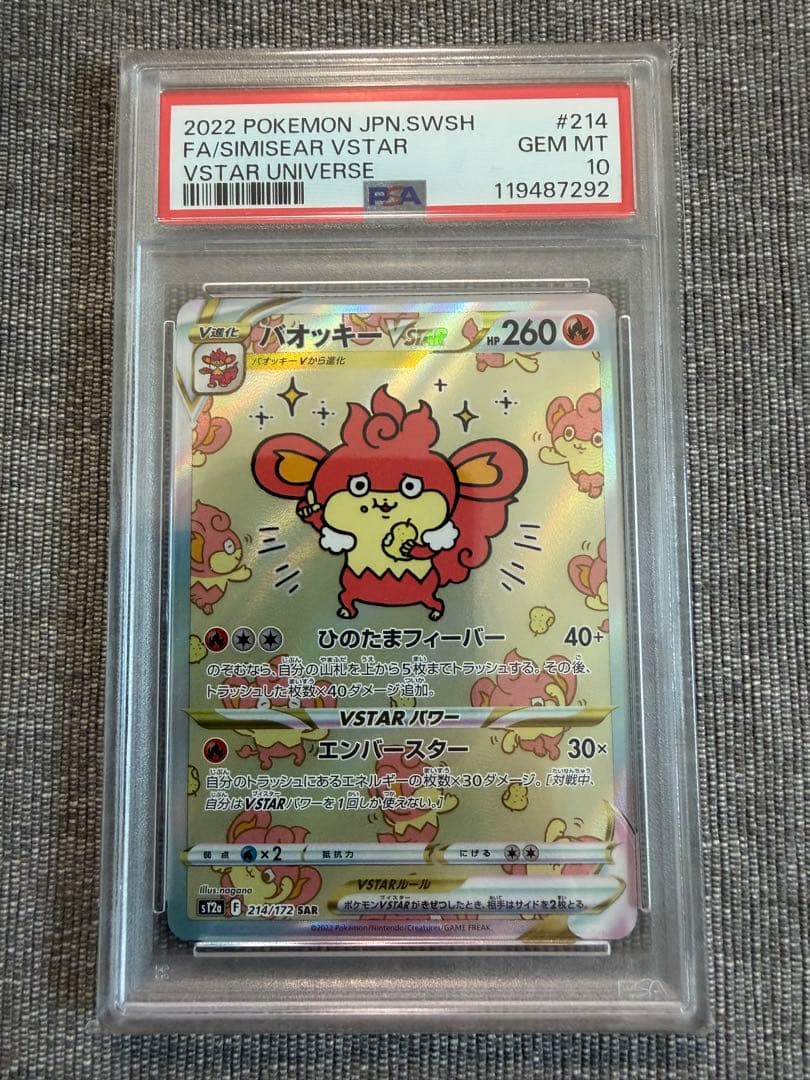 2022 POKEMON JPN.SWSH #214
FA/SIMISEAR VSTAR GEM MT
VSTAR UNIVERSE 10
PSA 119487292
V進化 バオッキーVSTAR HP 260
バオッキーVから進化
ひのたまフィーバー 40+
のぞむなら、自分の山札を上から5枚までトラッシュする。その後、
トラッシュした枚数×40ダメージ追加。
VSTARパワー
エンバースター 30×
自分のトラッシュにあるエネルギーの枚数×30ダメージ。[対戦中、
自分はVSTARパワーを1回しか使えない。]
弱点 ×2 抵抗力 にげる
Illus.nagano VSTARルール
S12a F 214/172 SAR ポケモンVSTARがきぜつしたとき、相手はサイドを2枚とる。
©2022 Pokémon/Nintendo/Creatures/GAME FREAK.
PSA